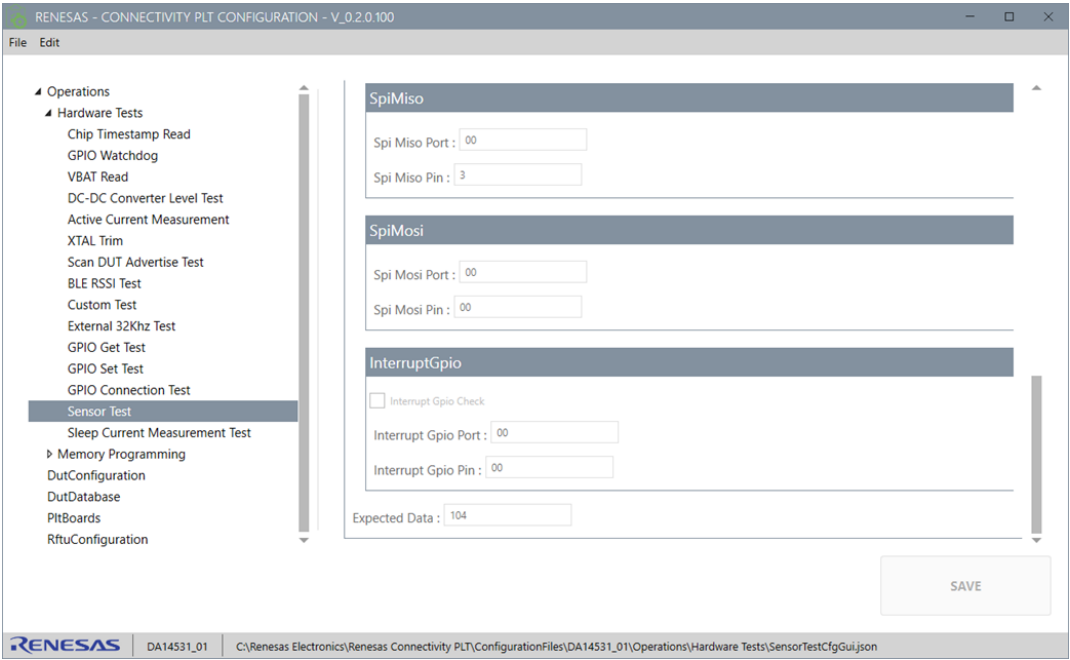 RENESAS - CONNECTIVITY PLT CONFIGURATION - V_0.2.0.100
File Edit
Operations
Hardware Tests
Chip Timestamp Read
GPIO Watchdog
VBAT Read
DC-DC Converter Level Test
Active Current Measurement
XTAL Trim
Scan DUT Advertise Test
BLE RSSI Test
Custom Test
External 32Khz Test
GPIO Get Test
GPIO Set Test
GPIO Connection Test
Sensor Test
Sleep Current Measurement Test
Memory Programming
DutConfiguration
DutDatabase
PltBoards
RftuConfiguration
SpiMiso
Spi Miso Port : 00
Spi Miso Pin : 3
SpiMosi
Spi Mosi Port : 00
Spi Mosi Pin : 00
InterruptGpio
Interrupt Gpio Check
Interrupt Gpio Port : 00
Interrupt Gpio Pin : 00
Expected Data : 104
SAVE
RENESAS DA14531_01 C:\Renesas Electronics\Renesas Connectivity PLT\ConfigurationFiles\DA14531_01\Operations\Hardware Tests\SensorTestCfgGui.json